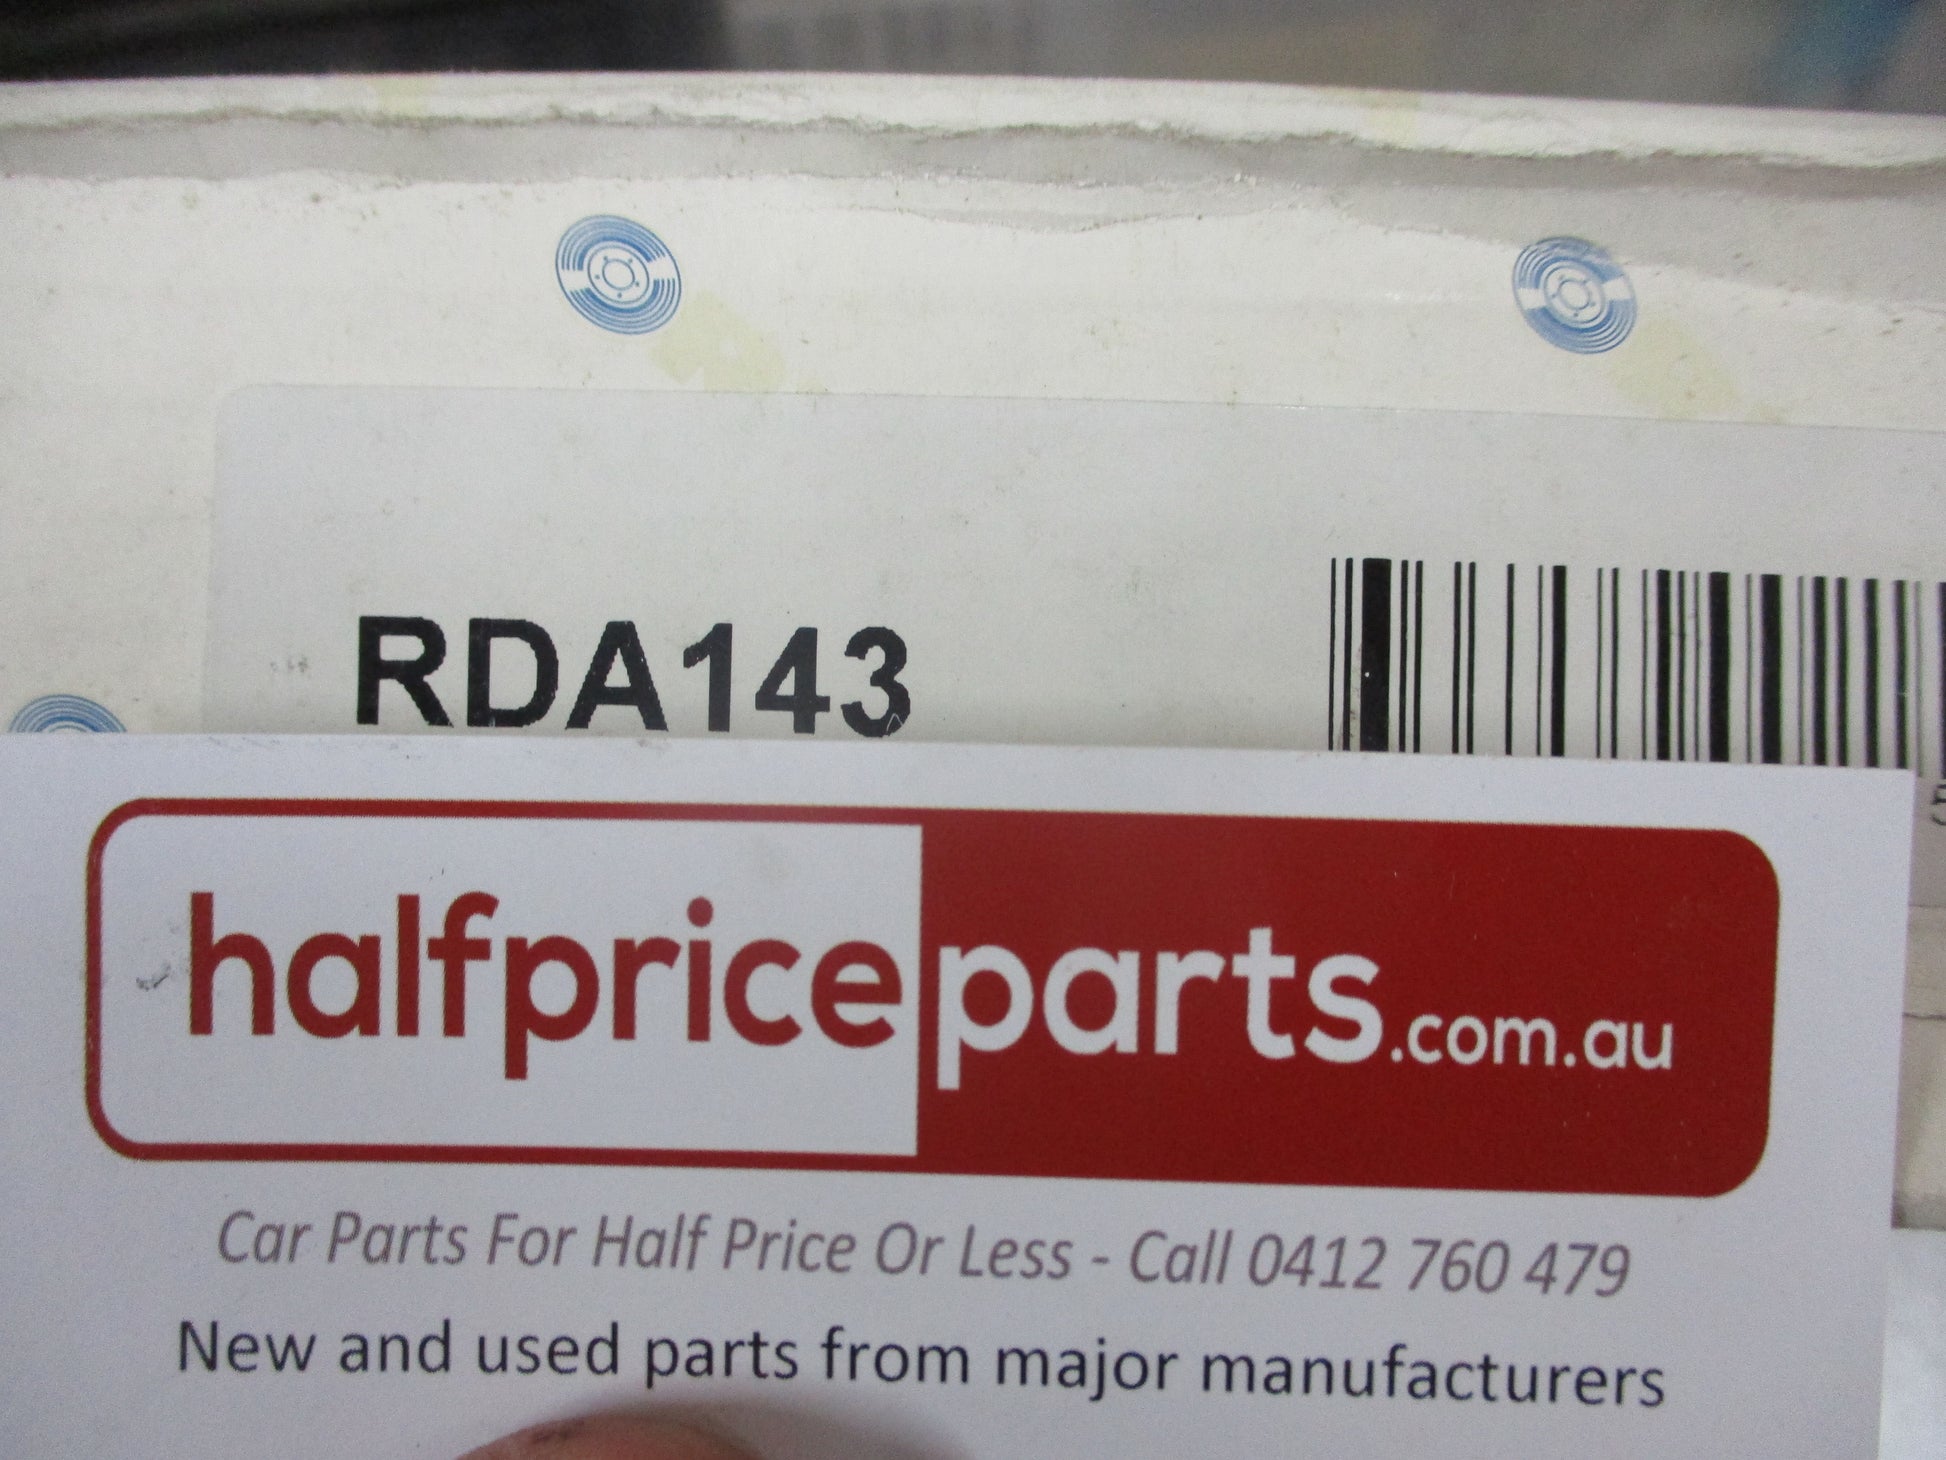 RDA143
halfpriceparts.com.au
Car Parts For Half Price Or Less - Call 0412 760 479
New and used parts from major manufacturers